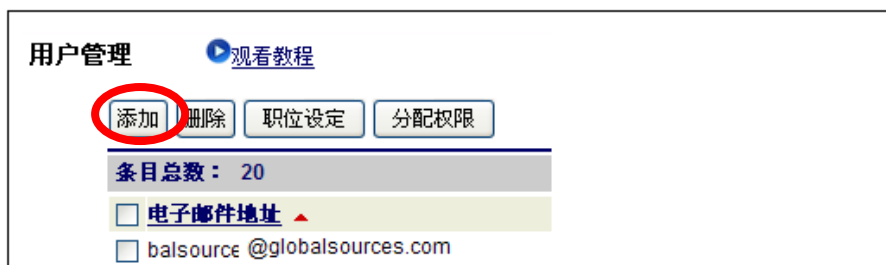 用户管理 观看教程
添加 删除 职位设定 分配权限
条目总数： 20
电子邮件地址
balsource @globalsources.com